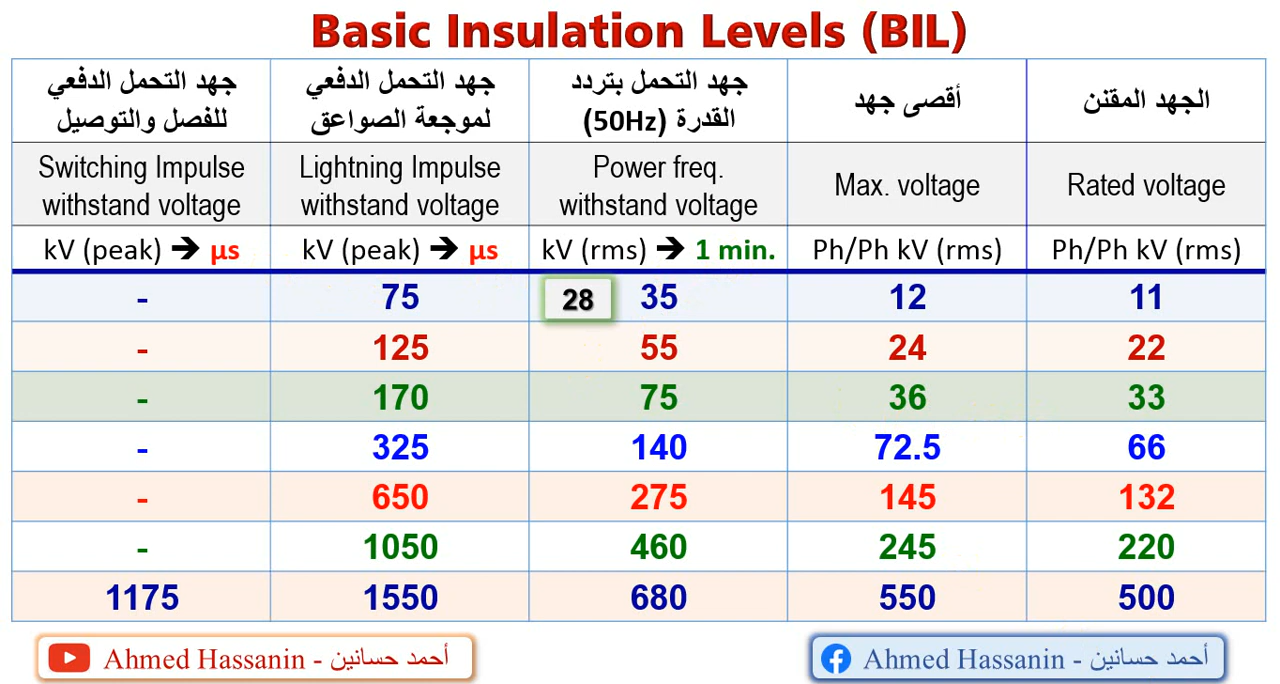 Basic Insulation Levels (BIL)
جهد التحمل الدفعي للفصل والتوصيل | جهد التحمل الدفعي لموجعة الصواعق | جهد التحمل بتردد القدرة (50Hz) | أقصى جهد | الجهد المقنن
Switching Impulse withstand voltage | Lightning Impulse withstand voltage | Power freq. withstand voltage | Max. voltage | Rated voltage
kV (peak) ➔ µs | kV (peak) ➔ µs | kV (rms) ➔ 1 min. | Ph/Ph kV (rms) | Ph/Ph kV (rms)
- | 75 | 28 35 | 12 | 11
- | 125 | 55 | 24 | 22
- | 170 | 75 | 36 | 33
- | 325 | 140 | 72.5 | 66
- | 650 | 275 | 145 | 132
- | 1050 | 460 | 245 | 220
1175 | 1550 | 680 | 550 | 500
Ahmed Hassanin - أحمد حسانين
Ahmed Hassanin - أحمد حسانين